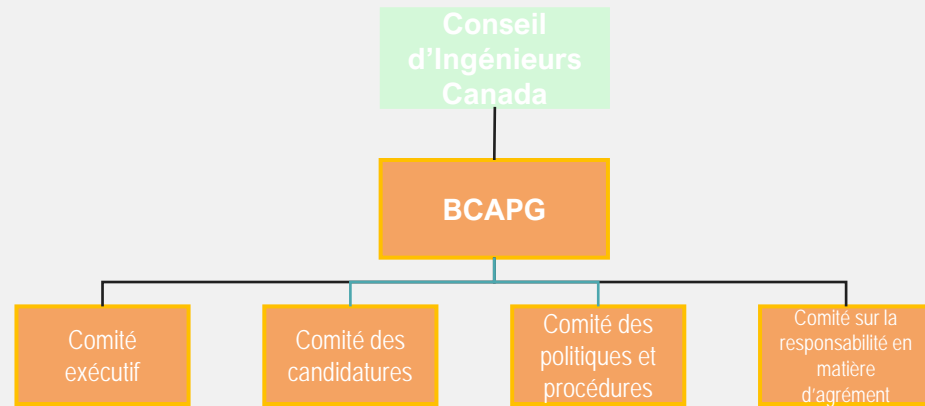 Conseil
d'Ingénieurs
Canada
BCAPG
Comité
exécutif
Comité des
candidatures
Comité des
politiques et
procédures
Comité sur la
responsabilité en
matière
d'agrément